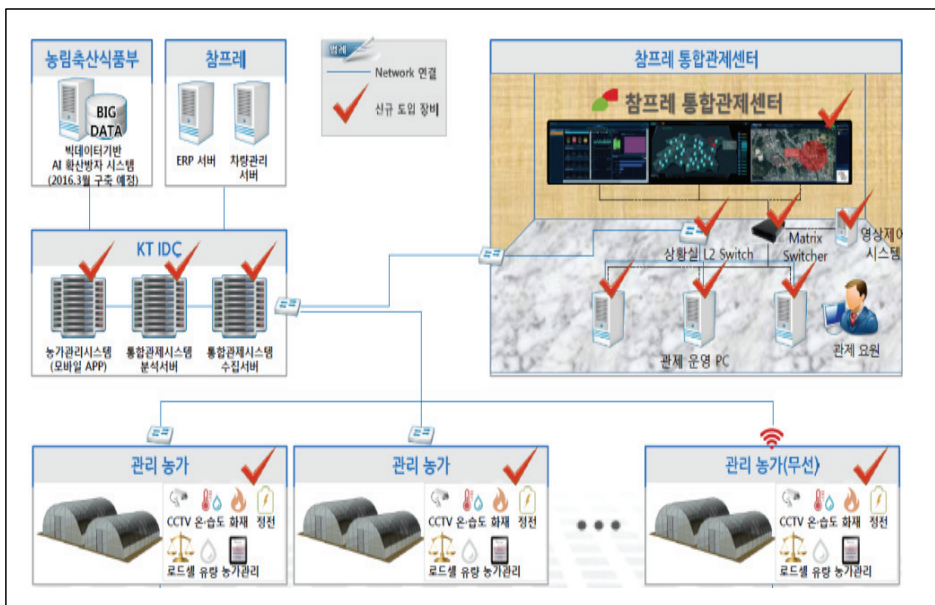 농림축산식품부
BIG
DATA
빅데이터기반
AI 확산방자 시스템
(2016.3월 구축 예정)
참프레
ERP 서버
차량관리
서버
범례
Network 연결
신규 도입 장비
참프레 통합관제센터
참프레 통합관제센터
상황실 L2 Switch
Matrix
Switcher
영상제어
시스템
관제 운영 PC
관제 요원
KT IDC
농가관리시스템
(모바일 APP)
통합관제시스템
분석서버
통합관제시스템
수집서버
관리 농가
CCTV 온·습도 화재 정전
로드셀 유량 농가관리
관리 농가
CCTV 온·습도 화재 정전
로드셀 유량 농가관리
관리 농가(무선)
CCTV 온·습도 화재 정전
로드셀 유량 농가관리